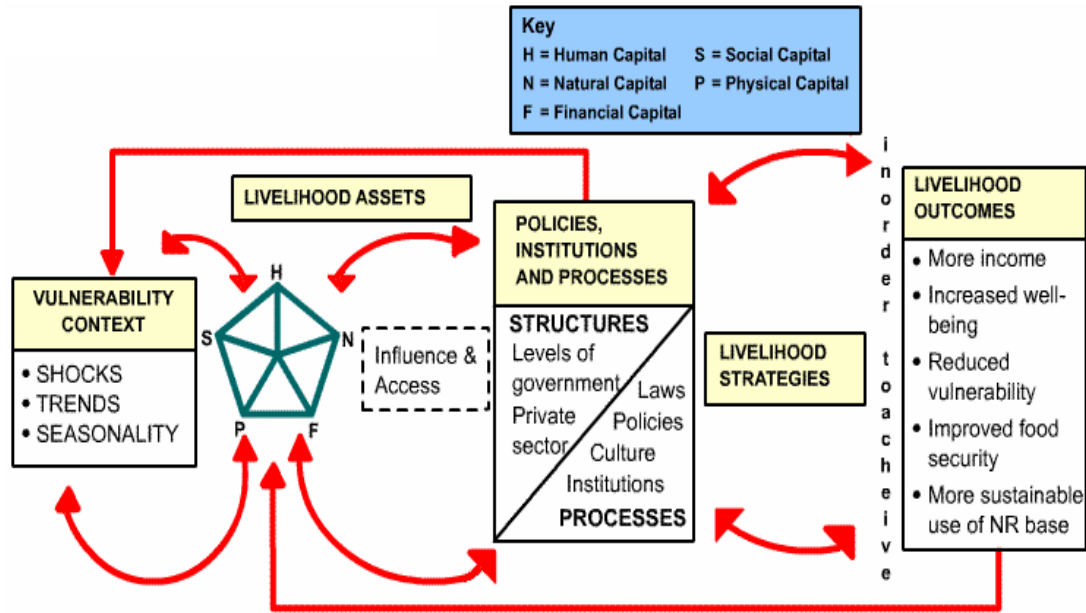 Key
H = Human Capital
S = Social Capital
N = Natural Capital
P = Physical Capital
F = Financial Capital
LIVELIHOOD ASSETS
VULNERABILITY
CONTEXT
• SHOCKS
• TRENDS
• SEASONALITY
H
S
N
P
F
Influence &
Access
POLICIES,
INSTITUTIONS
AND PROCESSES
STRUCTURES
Levels of
government
Private
sector
Laws
Policies
Culture
Institutions
PROCESSES
LIVELIHOOD
STRATEGIES
inorder toacheive
LIVELIHOOD
OUTCOMES
• More income
• Increased well-
being
• Reduced
vulnerability
• Improved food
security
• More sustainable
use of NR base